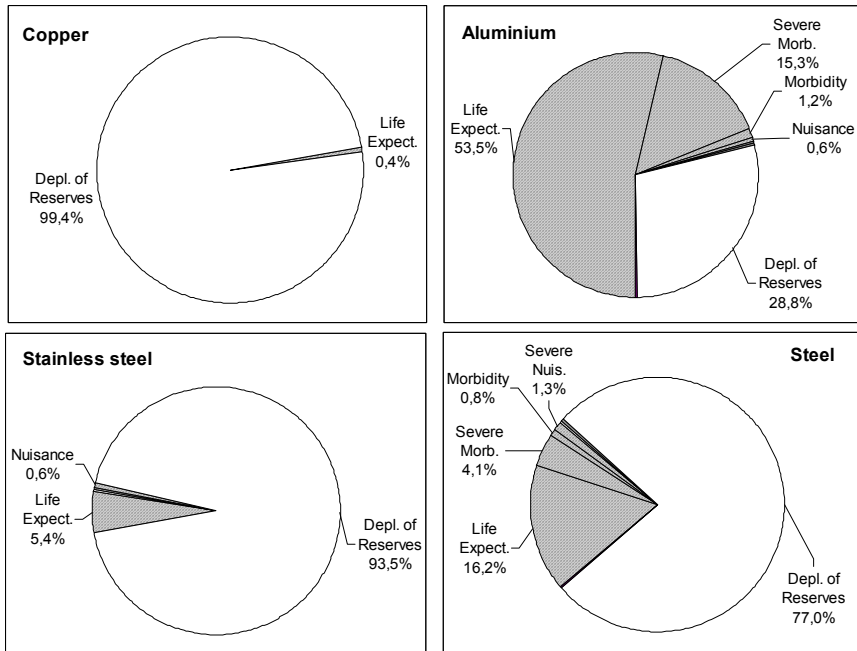 Copper
Life
Expect.
0,4%
Depl. of
Reserves
99,4%
Aluminium
Severe
Morb.
15,3%
Morbidity
1,2%
Nuisance
0,6%
Life
Expect.
53,5%
Depl. of
Reserves
28,8%
Stainless steel
Nuisance
0,6%
Life
Expect.
5,4%
Depl. of
Reserves
93,5%
Steel
Severe
Nuis.
1,3%
Morbidity
0,8%
Severe
Morb.
4,1%
Life
Expect.
16,2%
Depl. of
Reserves
77,0%